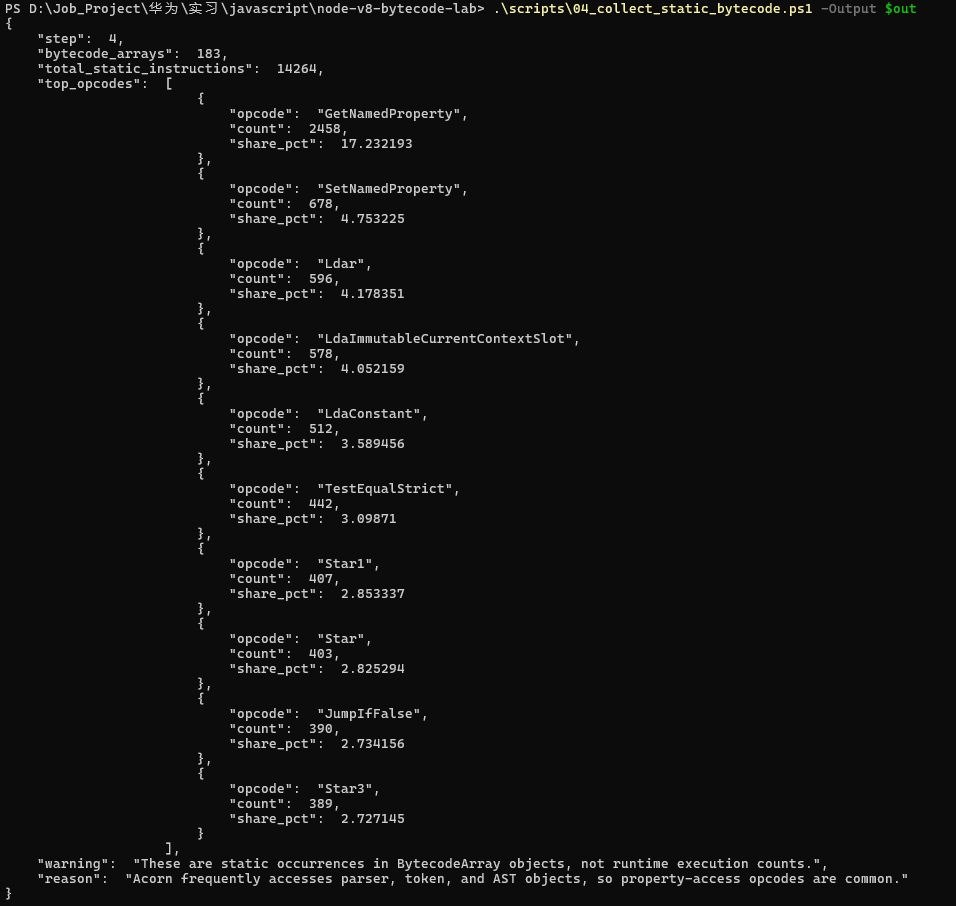 PS D:\Job_Project\华为\实习\javascript\node-v8-bytecode-lab> .\scripts\04_collect_static_bytecode.ps1 -Output $out
{
    "step":  4,
    "bytecode_arrays":  183,
    "total_static_instructions":  14264,
    "top_opcodes":  [
                        {
                            "opcode":  "GetNamedProperty",
                            "count":  2458,
                            "share_pct":  17.232193
                        },
                        {
                            "opcode":  "SetNamedProperty",
                            "count":  678,
                            "share_pct":  4.753225
                        },
                        {
                            "opcode":  "Ldar",
                            "count":  596,
                            "share_pct":  4.178351
                        },
                        {
                            "opcode":  "LdaImmutableCurrentContextSlot",
                            "count":  578,
                            "share_pct":  4.052159
                        },
                        {
                            "opcode":  "LdaConstant",
                            "count":  512,
                            "share_pct":  3.589456
                        },
                        {
                            "opcode":  "TestEqualStrict",
                            "count":  442,
                            "share_pct":  3.09871
                        },
                        {
                            "opcode":  "Star1",
                            "count":  407,
                            "share_pct":  2.853337
                        },
                        {
                            "opcode":  "Star",
                            "count":  403,
                            "share_pct":  2.825294
                        },
                        {
                            "opcode":  "JumpIfFalse",
                            "count":  390,
                            "share_pct":  2.734156
                        },
                        {
                            "opcode":  "Star3",
                            "count":  389,
                            "share_pct":  2.727145
                        }
                    ],
    "warning":  "These are static occurrences in BytecodeArray objects, not runtime execution counts.",
    "reason":  "Acorn frequently accesses parser, token, and AST objects, so property-access opcodes are common."
}